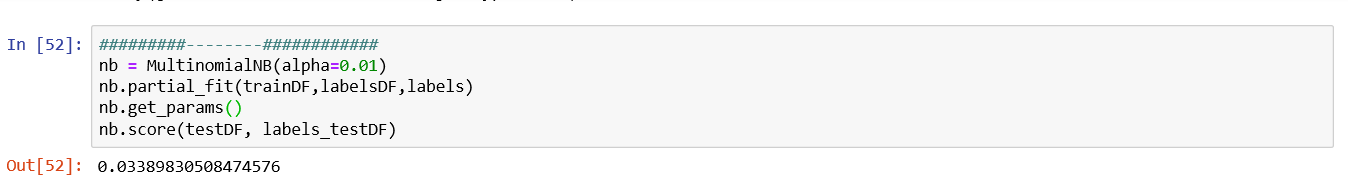 In [52]:
#########--------############
nb = MultinomialNB(alpha=0.01)
nb.partial_fit(trainDF,labelsDF,labels)
nb.get_params()
nb.score(testDF, labels_testDF)
Out[52]: 0.03389830508474576